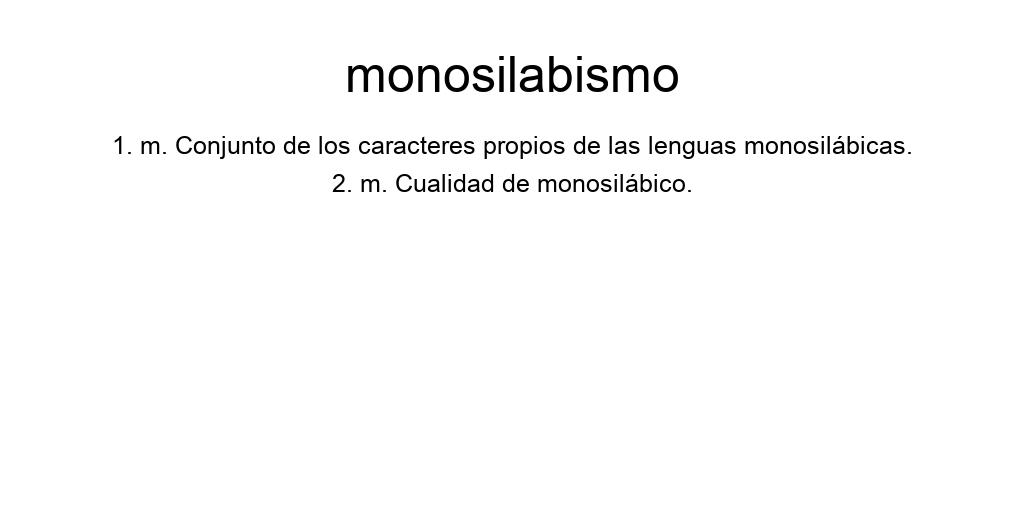 monosilabismo
1. m. Conjunto de los caracteres propios de las lenguas monosilábicas.
2. m. Cualidad de monosilábico.